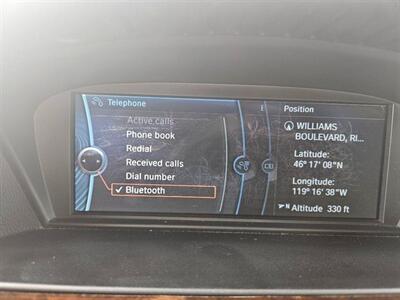 Telephone
Active calls
Phone book
Redial
Received calls
Dial number
✓ Bluetooth
Position
WILLIAMS
BOULEVARD, RI...
Latitude:
46° 17' 08"N
Longitude:
119° 16' 38"W
N Altitude 330 ft